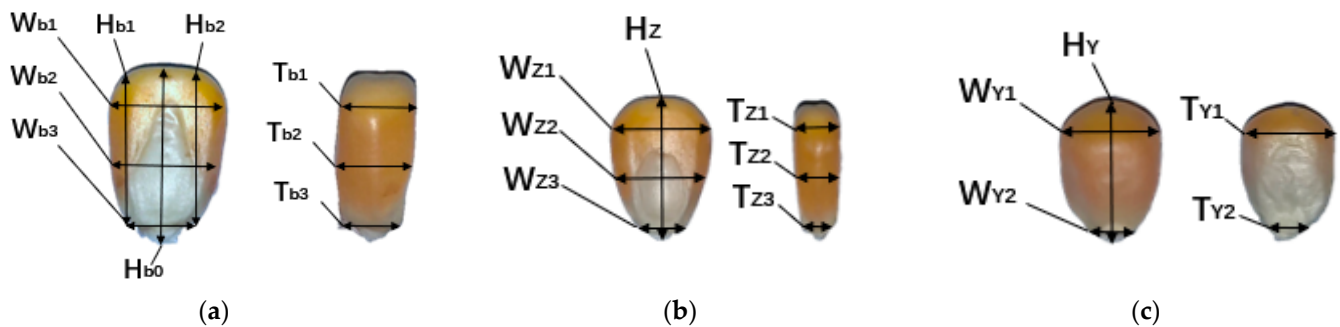 Wb1 Hb1 Hb2
Wb2
Wb3
Hb0
Tb1
Tb2
Tb3
(a)
HZ
WZ1
WZ2
WZ3
TZ1
TZ2
TZ3
(b)
HY
WY1
WY2
TY1
TY2
(c)